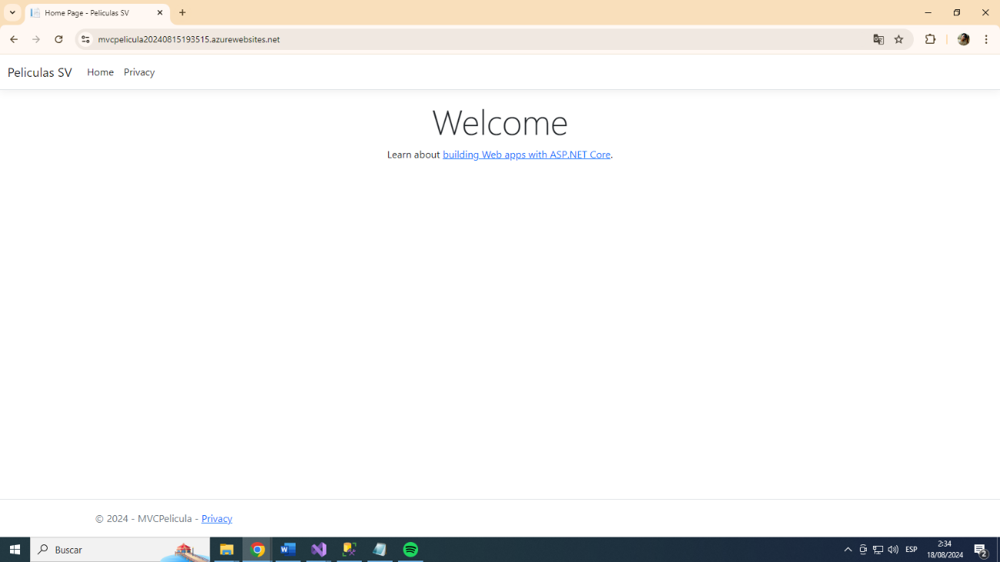 Home Page - Peliculas SV
mvcpelicula20240815193515.azurewebsites.net
Peliculas SV Home Privacy
Welcome
Learn about building Web apps with ASP.NET Core.
© 2024 - MVCPelicula - Privacy
Buscar
ESP
2:34
18/08/2024
2